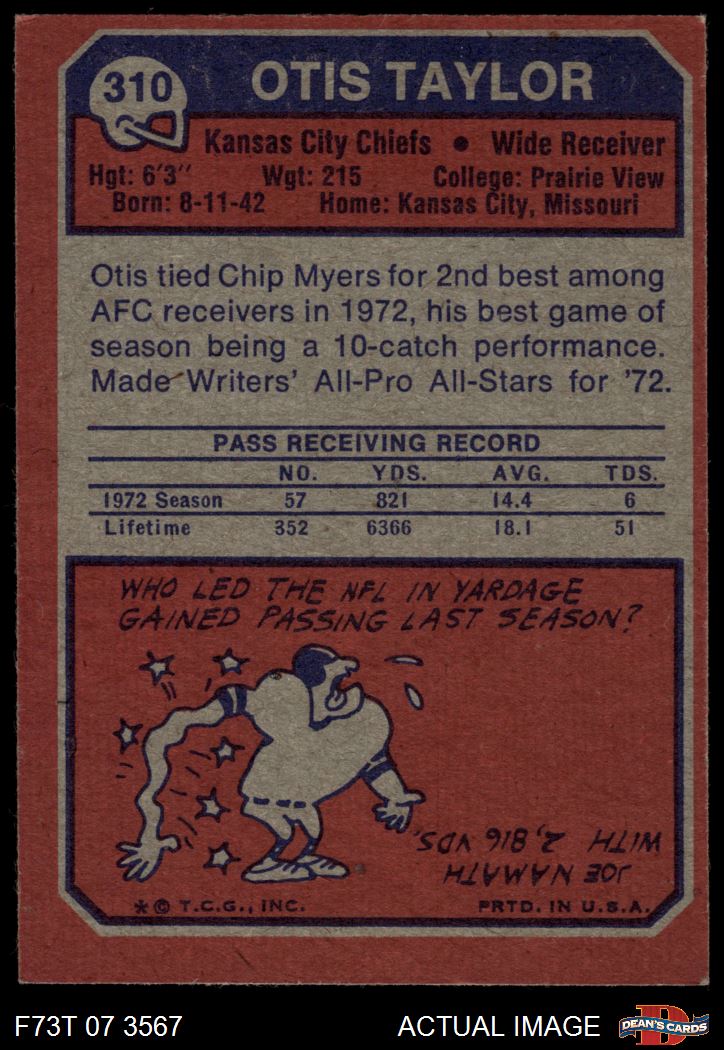 310 OTIS TAYLOR
Kansas City Chiefs • Wide Receiver
Hgt: 6'3" Wgt: 215 College: Prairie View
Born: 8-11-42 Home: Kansas City, Missouri
Otis tied Chip Myers for 2nd best among
AFC receivers in 1972, his best game of
season being a 10-catch performance.
Made Writers' All-Pro All-Stars for '72.
PASS RECEIVING RECORD
NO. YDS. AVG. TDS.
1972 Season 57 821 14.4 6
Lifetime 352 6366 18.1 51
WHO LED THE NFL IN YARDAGE
GAINED PASSING LAST SEASON?
JOE NAMATH
WITH 2,816 YDS.
*© T.C.G., INC. PRTD. IN U.S.A.
F73T 07 3567 ACTUAL IMAGE D DEAN'S CARDS